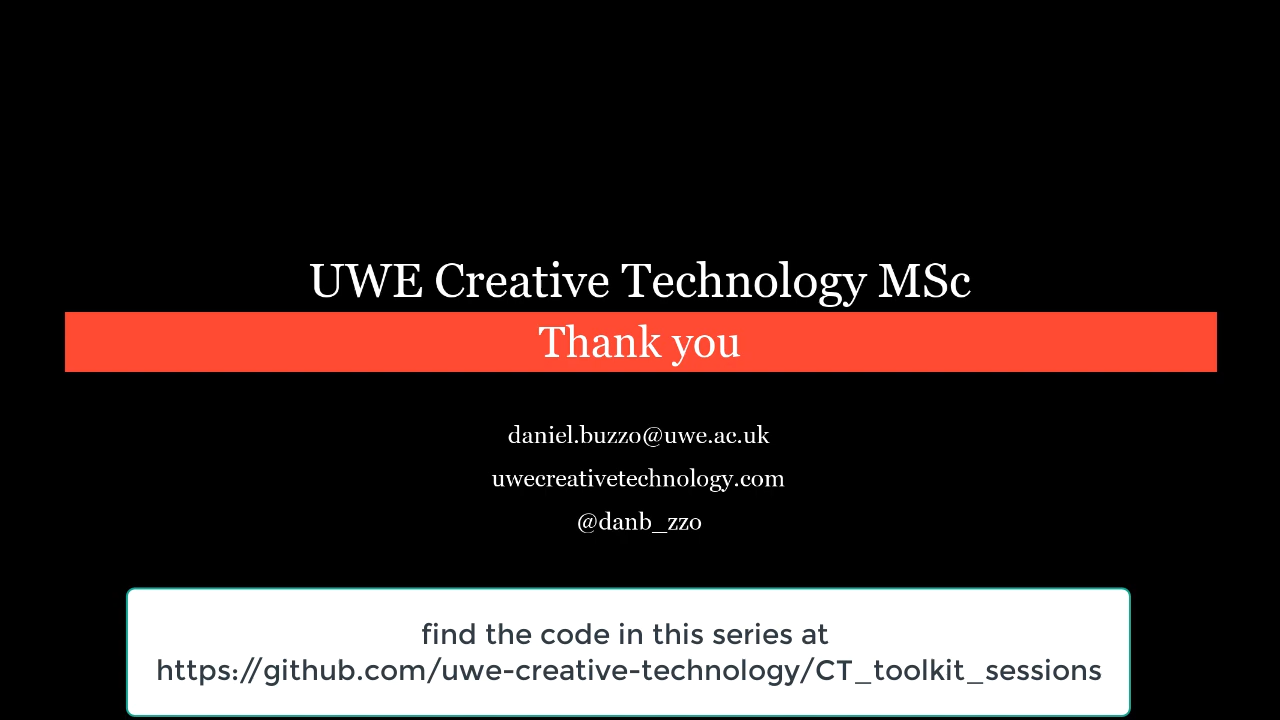 UWE Creative Technology MSc
Thank you
daniel.buzzo@uwe.ac.uk
uwecreativetechnology.com
@danb_zzo
find the code in this series at
https://github.com/uwe-creative-technology/CT_toolkit_sessions